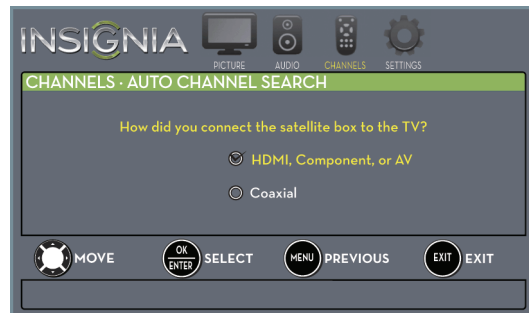 INSIGNIA
PICTURE AUDIO CHANNELS SETTINGS
CHANNELS · AUTO CHANNEL SEARCH
How did you connect the satellite box to the TV?
HDMI, Component, or AV
Coaxial
MOVE OK ENTER SELECT MENU PREVIOUS EXIT EXIT